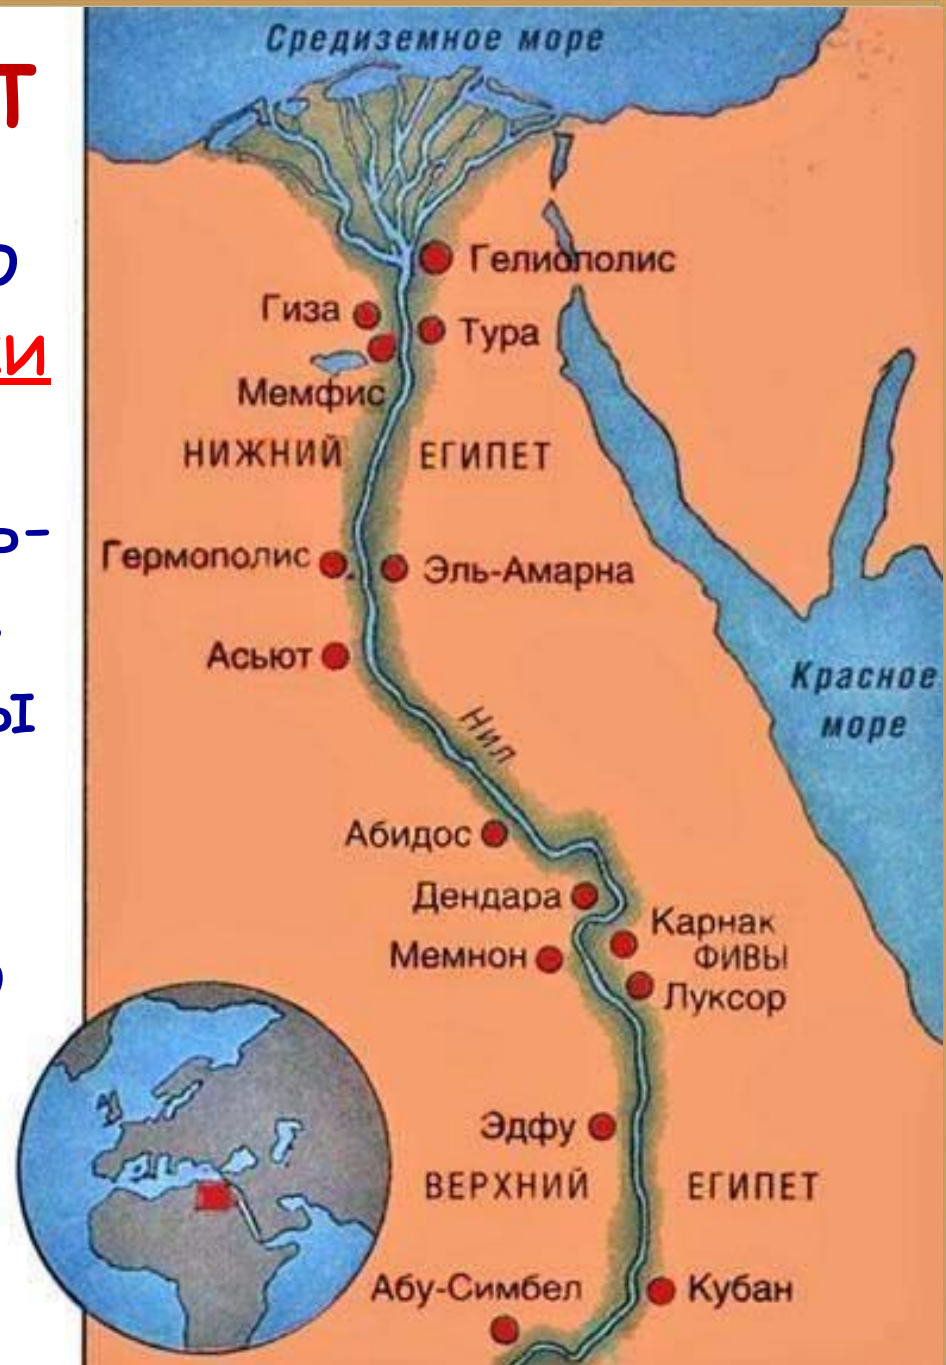 Средиземное море
Гелиополис
Гиза
Тура
Мемфис
НИЖНИЙ ЕГИПЕТ
Гермополис
Эль-Амарна
Асьют
Красное
море
Нил
Абидос
Дендара
Карнак
Мемнон
ФИВЫ
Луксор
Эдфу
ВЕРХНИЙ ЕГИПЕТ
Абу-Симбел
Кубан